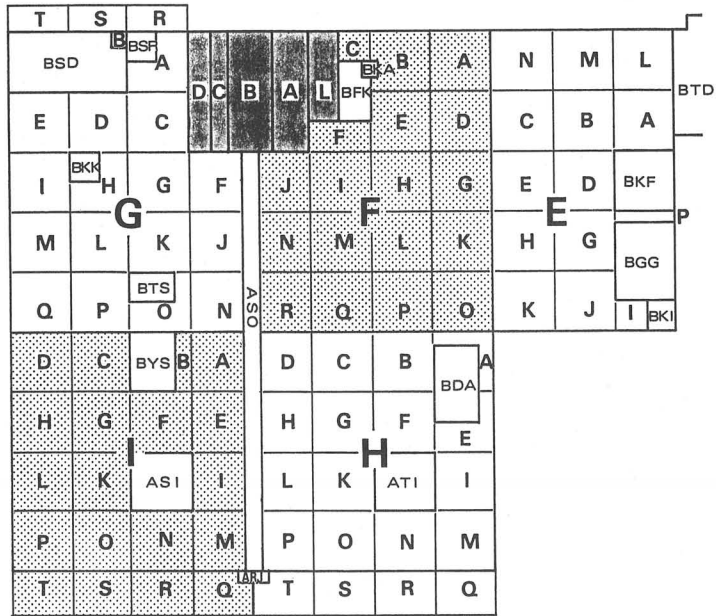 T S R
B BSF A D C B A L C BKA B A N M L
BSD BFK BTD
E D C F E D C B A
BKK I H G F J I H G E D BKF
G F E P
M L K J N M L K H G BGG
BTS
Q P O N ASO R Q P O K J I BKI
D C BYS B A D C B BDA A
H G F E H G F E
I H
L K ASI I L K ATI I
P O N M P O N M
T S R Q ARJ T S R Q